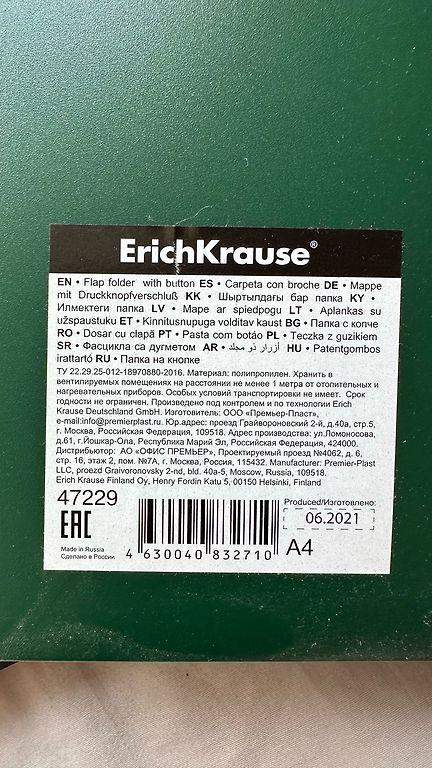 ErichKrause®
EN • Flap folder with button ES • Carpeta con broche DE • Mappe
mit Druckknopfverschluß KK • Шыртылдағы бар папка KY •
Илмектеги папка LV • Mape ar spiedpogu LT • Aplankas su
užspaustuku ET • Kinnitusnupuga volditav kaust BG • Папка с копче
RO • Dosar cu clapă PT • Pasta com botão PL • Teczka z guzikiem
SR • Фасцикла са дугметом AR • أزرار ذو مجلد HU • Patentgombos
irattartó RU • Папка на кнопке
ТУ 22.29.25-012-18970880-2016. Материал: полипропилен. Хранить в
вентилируемых помещениях на расстоянии не менее 1 метра от отопительных и
нагревательных приборов. Особых условий транспортировки не имеет. Срок
годности не ограничен. Произведено под контролем и по технологии Erich
Krause Deutschland GmbH. Изготовитель: ООО «Премьер-Пласт»,
e-mail:info@premierplast.ru. Юр.адрес: проезд Грайвороновский 2-й, д.40а, стр.5,
г. Москва, Российская Федерация, 109518. Адрес производства: ул.Ломоносова,
д.61, г.Йошкар-Ола, Республика Марий Эл, Российская Федерация, 424000.
Дистрибьютор: АО «ОФИС ПРЕМЬЕР», Проектируемый проезд №4062, д. 6,
стр. 16, этаж 2, пом. №7А, г. Москва, Россия, 115432. Manufacturer: Premier-Plast
LLC, proezd Graivoronovsky 2-nd, bld. 40a-5, Moscow, Russia, 109518.
Erich Krause Finland Oy, Henry Fordin Katu 5, 00150 Helsinki, Finland
47229
EAC
Made in Russia
Сделано в России
4 630040 832710
Produced/Изготовлено:
06.2021
A4